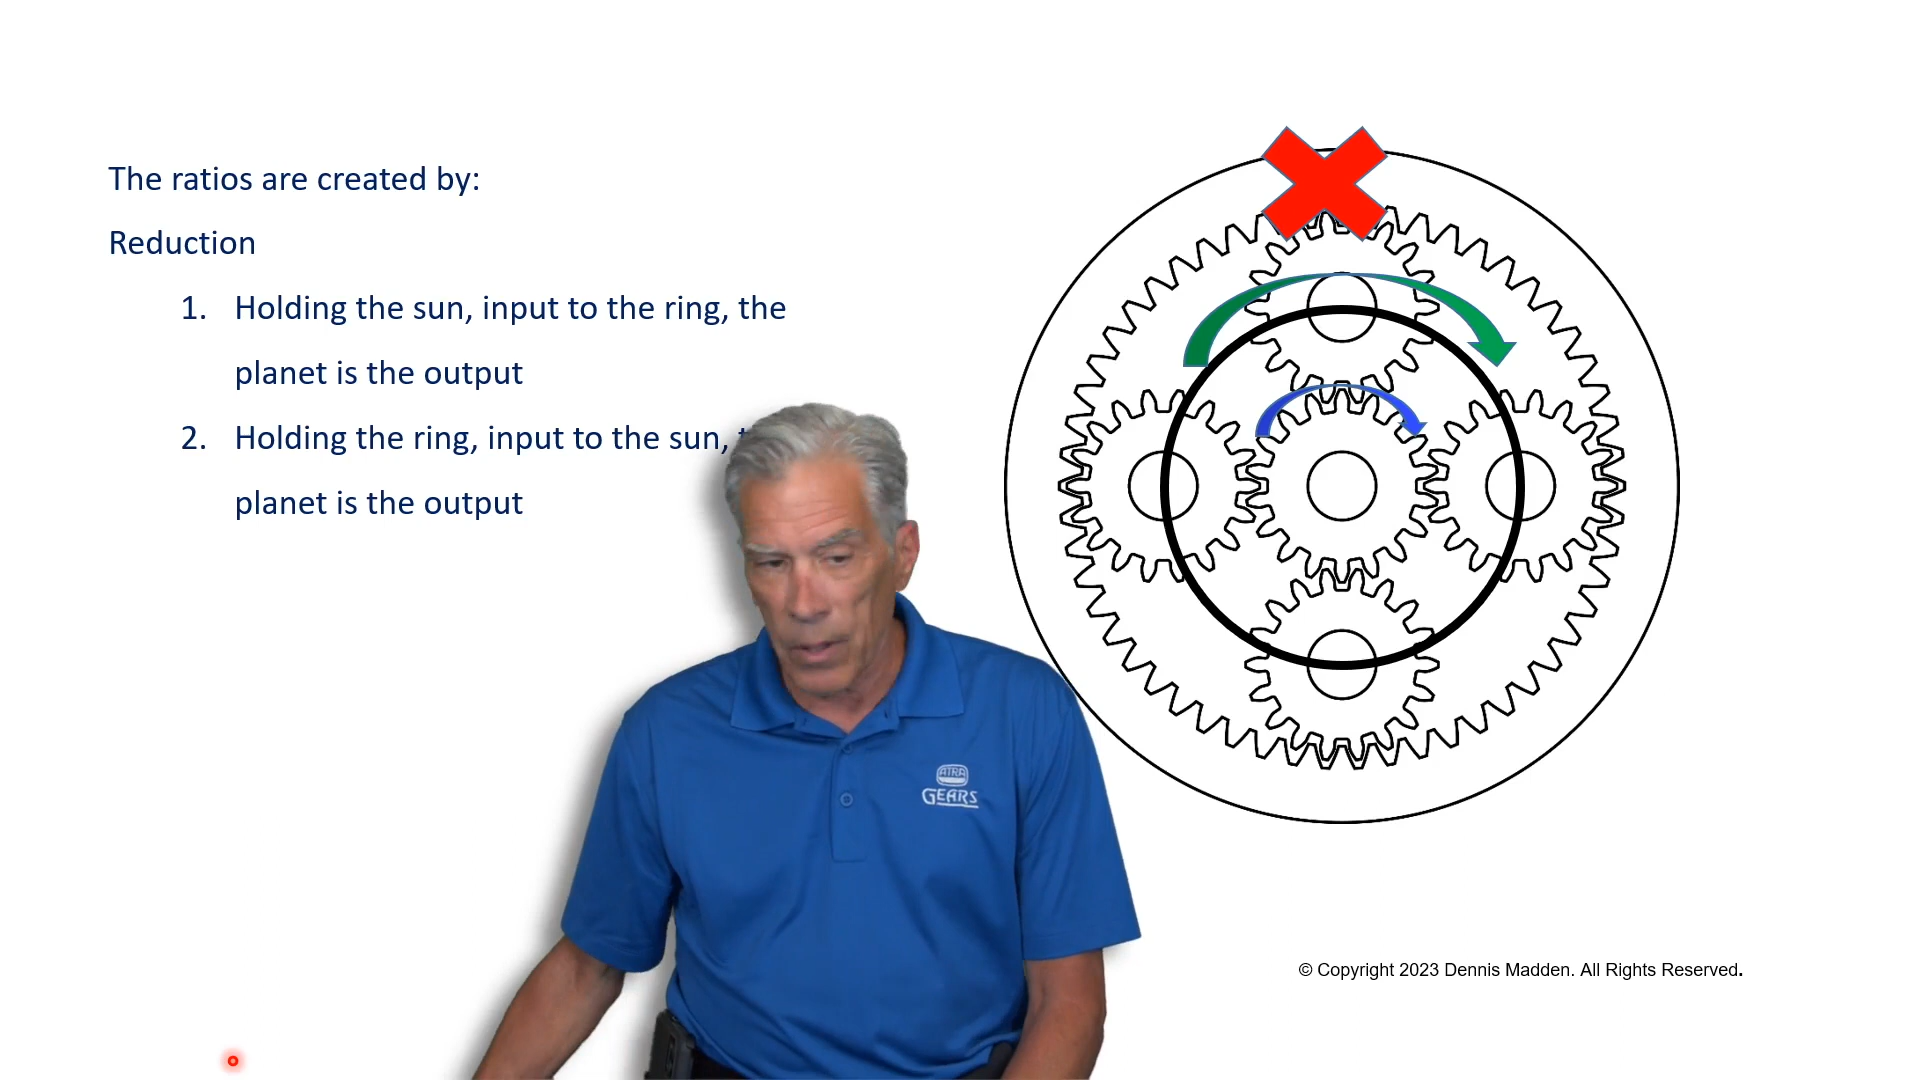 The ratios are created by:
Reduction
1. Holding the sun, input to the ring, the
planet is the output
2. Holding the ring, input to the sun,
planet is the output
ATRA
GEARS
© Copyright 2023 Dennis Madden. All Rights Reserved.